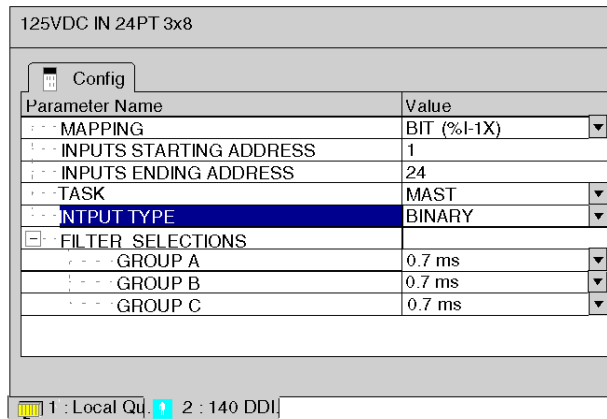 125VDC IN 24PT 3x8
Config
Parameter Name Value
MAPPING BIT (%I-1X)
INPUTS STARTING ADDRESS 1
INPUTS ENDING ADDRESS 24
TASK MAST
NTPUT TYPE BINARY
FILTER SELECTIONS
GROUP A 0.7 ms
GROUP B 0.7 ms
GROUP C 0.7 ms
1 : Local Qu. 2 : 140 DDI.